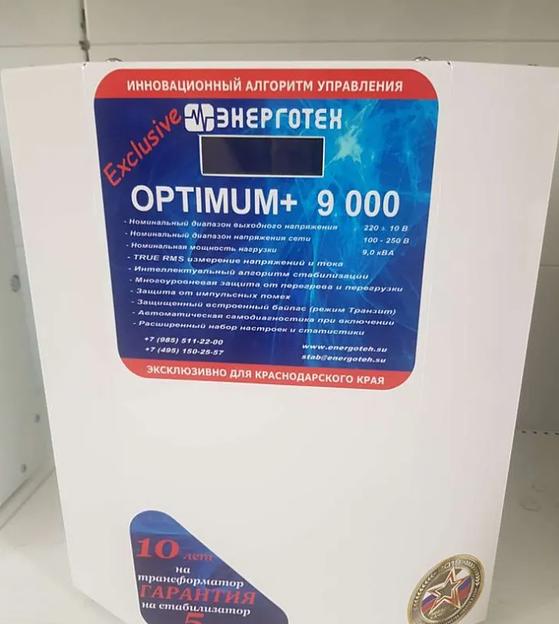 ИННОВАЦИОННЫЙ АЛГОРИТМ УПРАВЛЕНИЯ
Exclusive
ЭНЕРГОТЕХ
OPTIMUM+ 9 000
- Номинальный диапазон выходного напряжения 220 ± 10 В
- Номинальный диапазон напряжения сети 100 - 250 В
- Номинальная мощность нагрузки 9,0 кВА
- TRUE RMS измерение напряжений и тока
- Интеллектуальный алгоритм стабилизации
- Многоуровневая защита от перегрева и перегрузки
- Защита от импульсных помех
- Защищенный встроенный байпас (режим Транзит)
- Автоматическая самодиагностика при включении
- Расширенный набор настроек и статистики
+7 (985) 511-22-00 www.energoteh.su
+7 (495) 150-25-57 stab@energoteh.su
ЭКСКЛЮЗИВНО ДЛЯ КРАСНОДАРСКОГО КРАЯ
10 лет
на
трансформатор
ГАРАНТИЯ
на стабилизатор
5